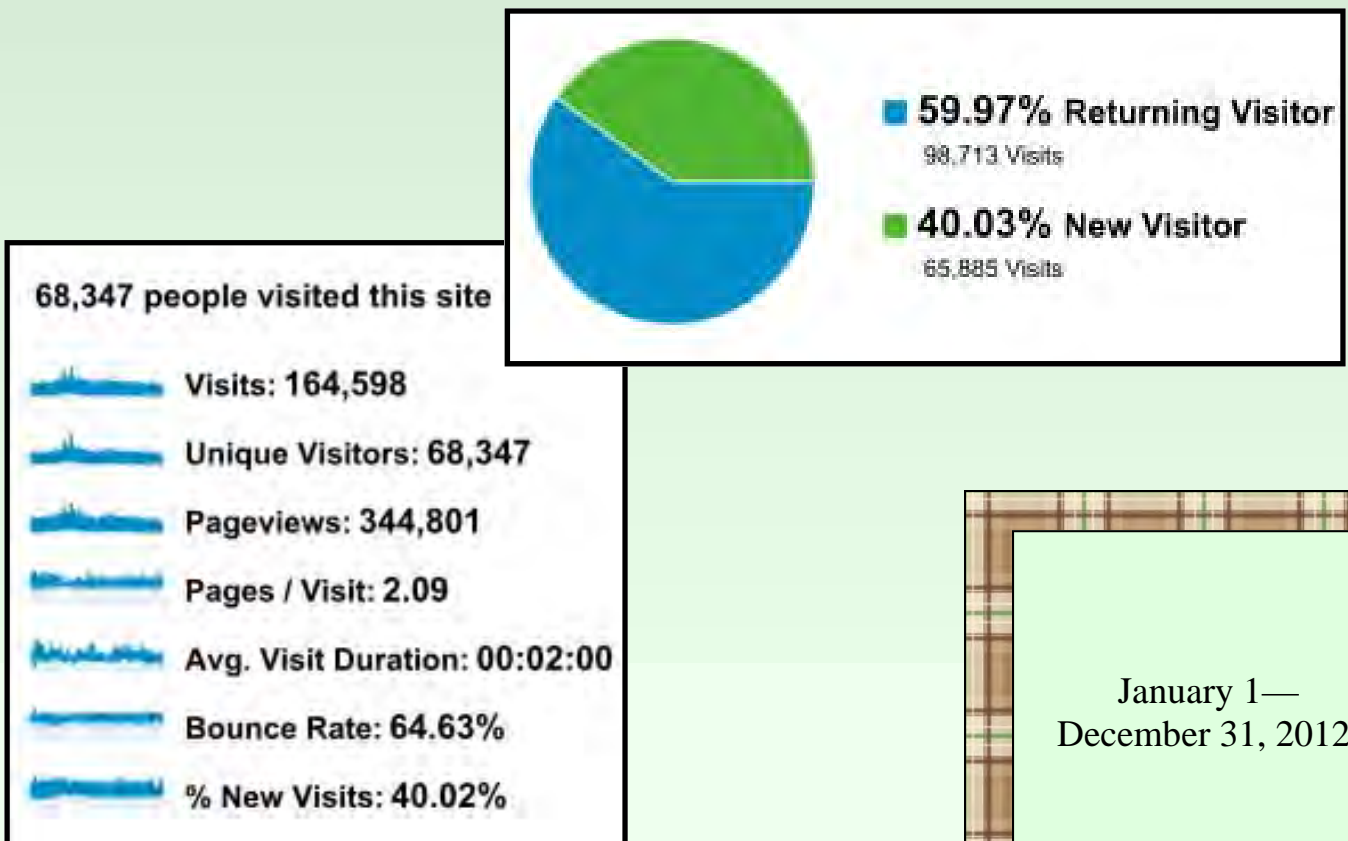 59.97% Returning Visitor
98,713 Visits
40.03% New Visitor
65,885 Visits
68,347 people visited this site
Visits: 164,598
Unique Visitors: 68,347
Pageviews: 344,801
Pages / Visit: 2.09
Avg. Visit Duration: 00:02:00
Bounce Rate: 64.63%
% New Visits: 40.02%
January 1—
December 31, 2012